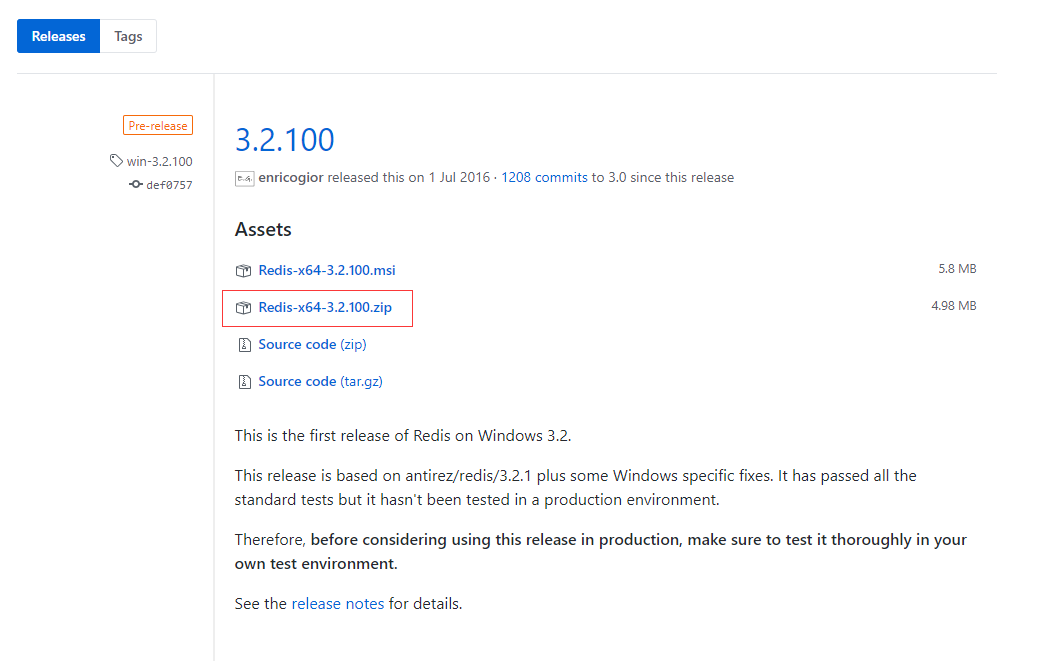 Releases Tags
Pre-release
win-3.2.100
def0757
3.2.100
enricogior released this on 1 Jul 2016 · 1208 commits to 3.0 since this release
Assets
Redis-x64-3.2.100.msi 5.8 MB
Redis-x64-3.2.100.zip 4.98 MB
Source code (zip)
Source code (tar.gz)
This is the first release of Redis on Windows 3.2.
This release is based on antirez/redis/3.2.1 plus some Windows specific fixes. It has passed all the
standard tests but it hasn't been tested in a production environment.
Therefore, before considering using this release in production, make sure to test it thoroughly in your
own test environment.
See the release notes for details.